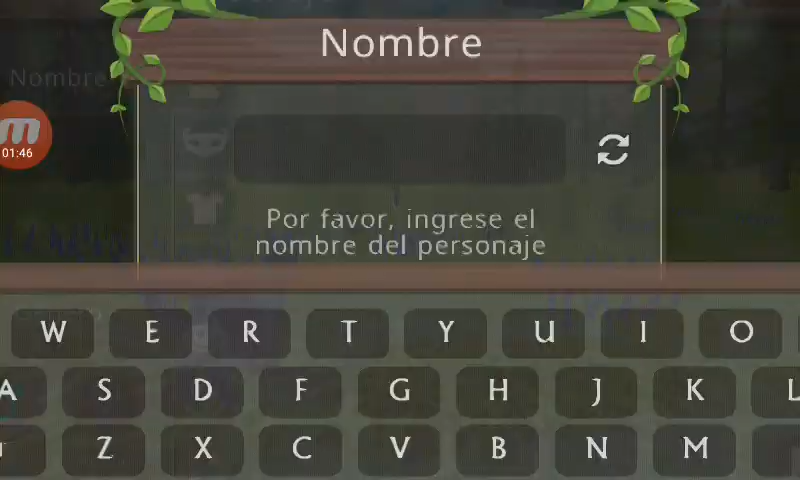 Nombre
Nombre
01:46
Por favor, ingrese el
nombre del personaje
W E R T Y U I O
A S D F G H J K L
Z X C V B N M